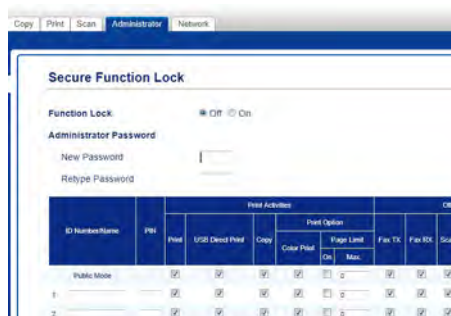 Copy Print Scan Administrator Network
Secure Function Lock
Function Lock Off On
Administrator Password
New Password
Retype Password
Print Activities
Print Option
ID Number/Name PIN Print USB Direct Print Copy Color Print Page Limit Fax TX Fax RX
On Max.
Public Mode 0
1 0
2 0